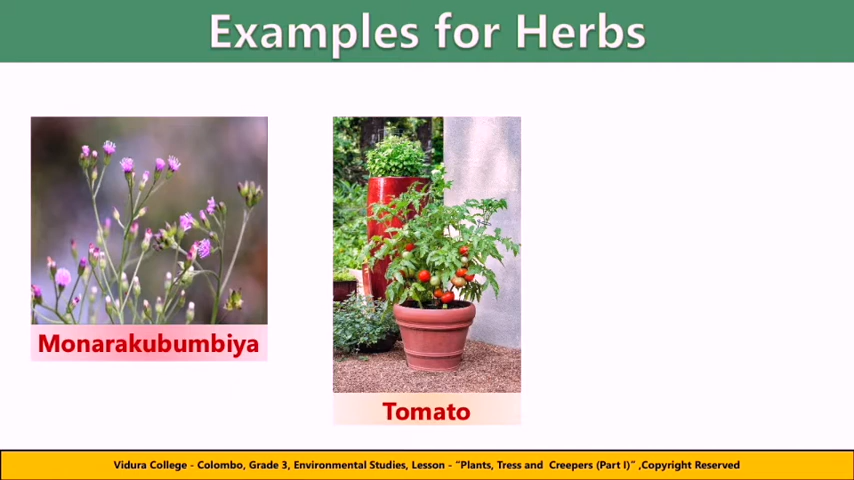 Examples for Herbs
Monarakubumbiya
Tomato
Vidura College - Colombo, Grade 3, Environmental Studies, Lesson - “Plants, Tress and Creepers (Part I)” ,Copyright Reserved